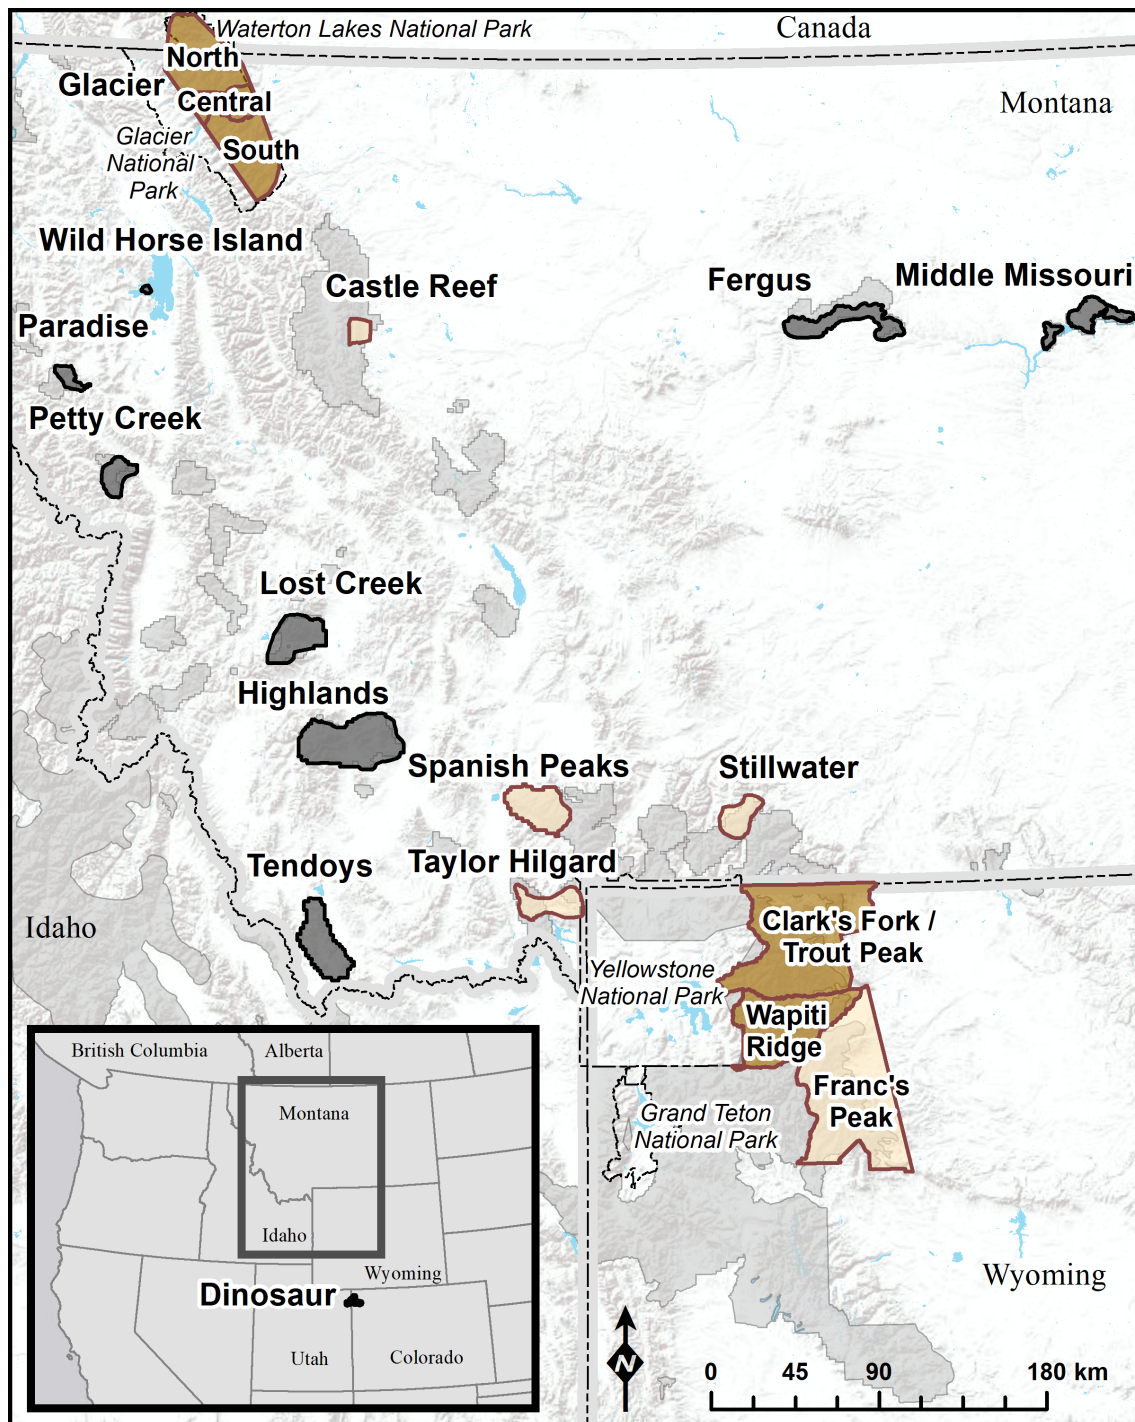 Waterton Lakes National Park
Canada
North
Glacier
Central
Montana
Glacier
National
Park
South
Wild Horse Island
Castle Reef
Fergus
Middle Missouri
Paradise
Petty Creek
Lost Creek
Highlands
Spanish Peaks
Stillwater
Tendoys
Taylor Hilgard
Idaho
Clark's Fork /
Trout Peak
Yellowstone
National Park
Wapiti
Ridge
Franc's
Peak
Grand Teton
National Park
Wyoming
British Columbia
Alberta
Montana
Idaho
Wyoming
Dinosaur
Utah
Colorado
N
0 45 90 180 km